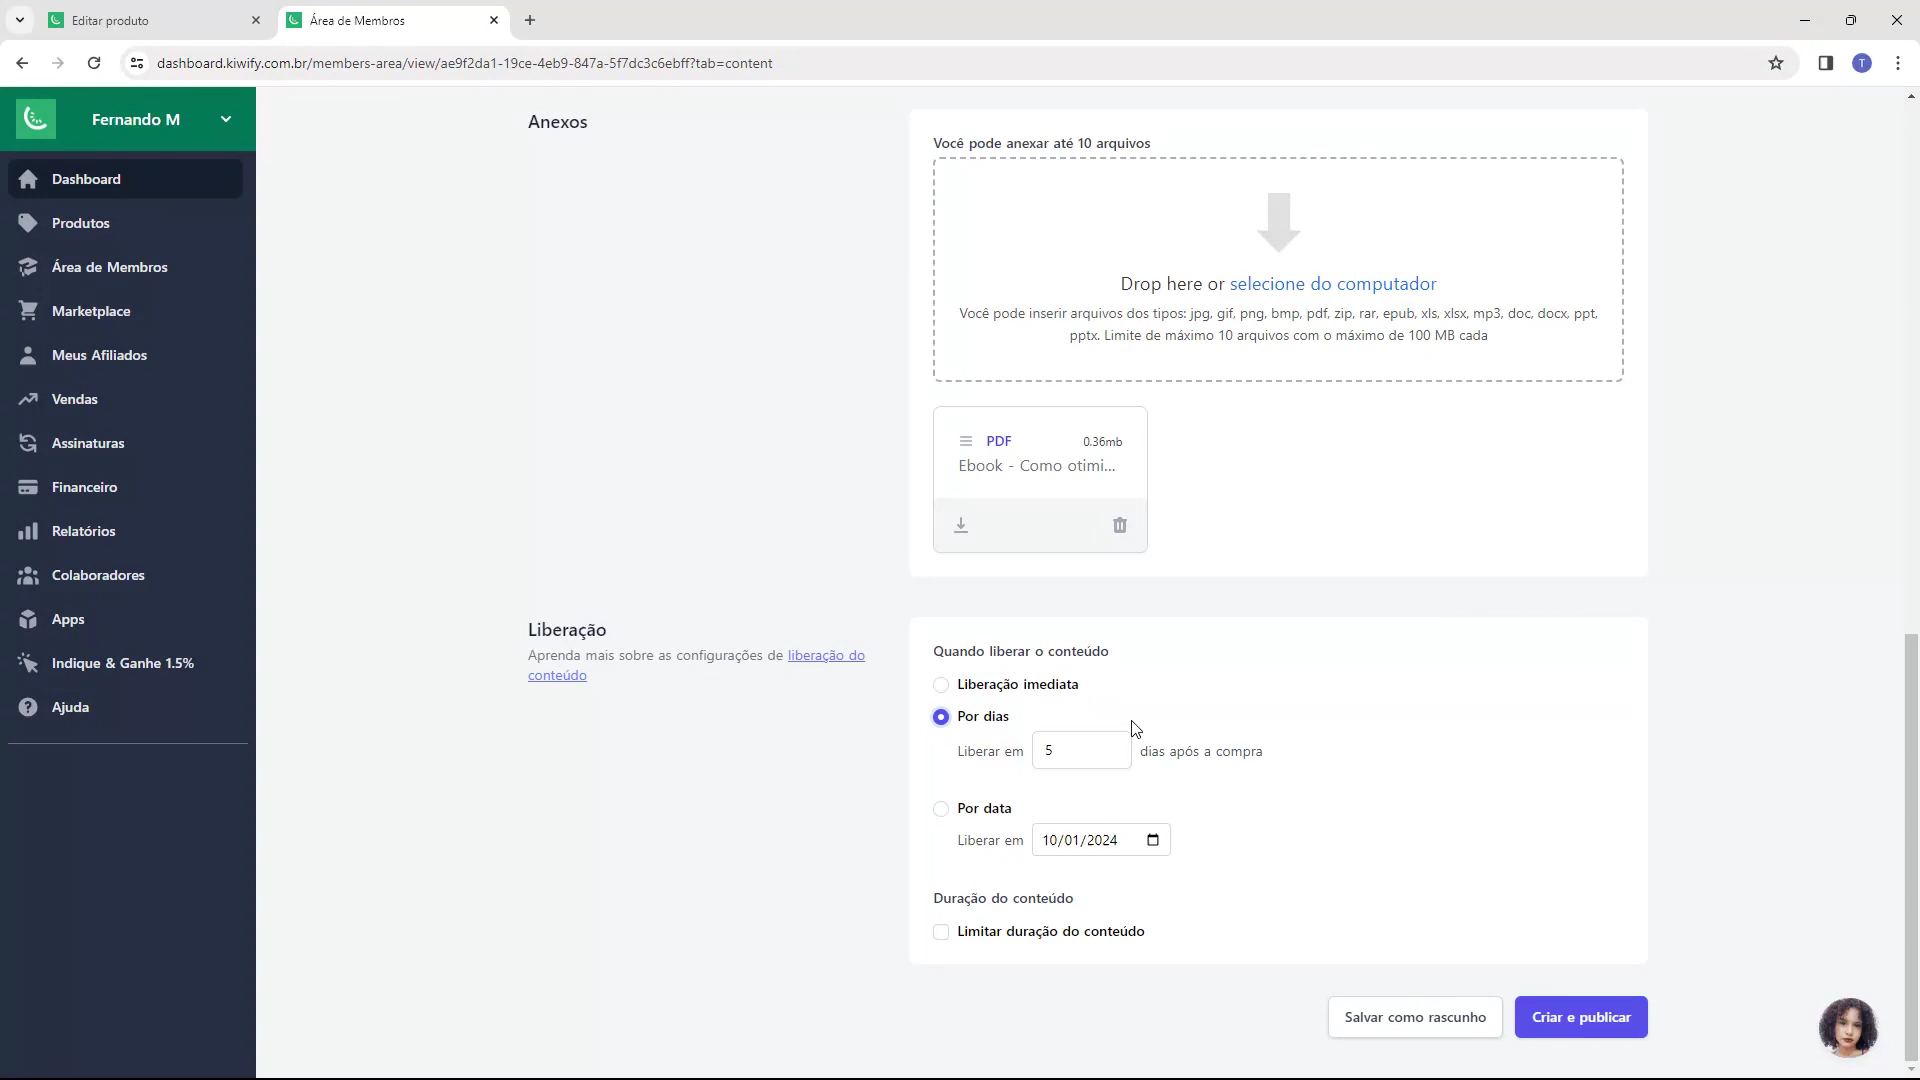 Editar produto
Área de Membros
dashboard.kiwify.com.br/members-area/view/ae9f2da1-19ce-4eb9-847a-5f7dc3c6ebff?tab=content
T
Fernando M
Dashboard
Produtos
Área de Membros
Marketplace
Meus Afiliados
Vendas
Assinaturas
Financeiro
Relatórios
Colaboradores
Apps
Indique & Ganhe 1.5%
Ajuda
Anexos
Você pode anexar até 10 arquivos
Drop here or selecione do computador
Você pode inserir arquivos dos tipos: jpg, gif, png, bmp, pdf, zip, rar, epub, xls, xlsx, mp3, doc, docx, ppt,
pptx. Limite de máximo 10 arquivos com o máximo de 100 MB cada
PDF 0.36mb
Ebook - Como otimi...
Liberação
Aprenda mais sobre as configurações de liberação do
conteúdo
Quando liberar o conteúdo
Liberação imediata
Por dias
Liberar em 5 dias após a compra
Por data
Liberar em 10/01/2024
Duração do conteúdo
Limitar duração do conteúdo
Salvar como rascunho
Criar e publicar